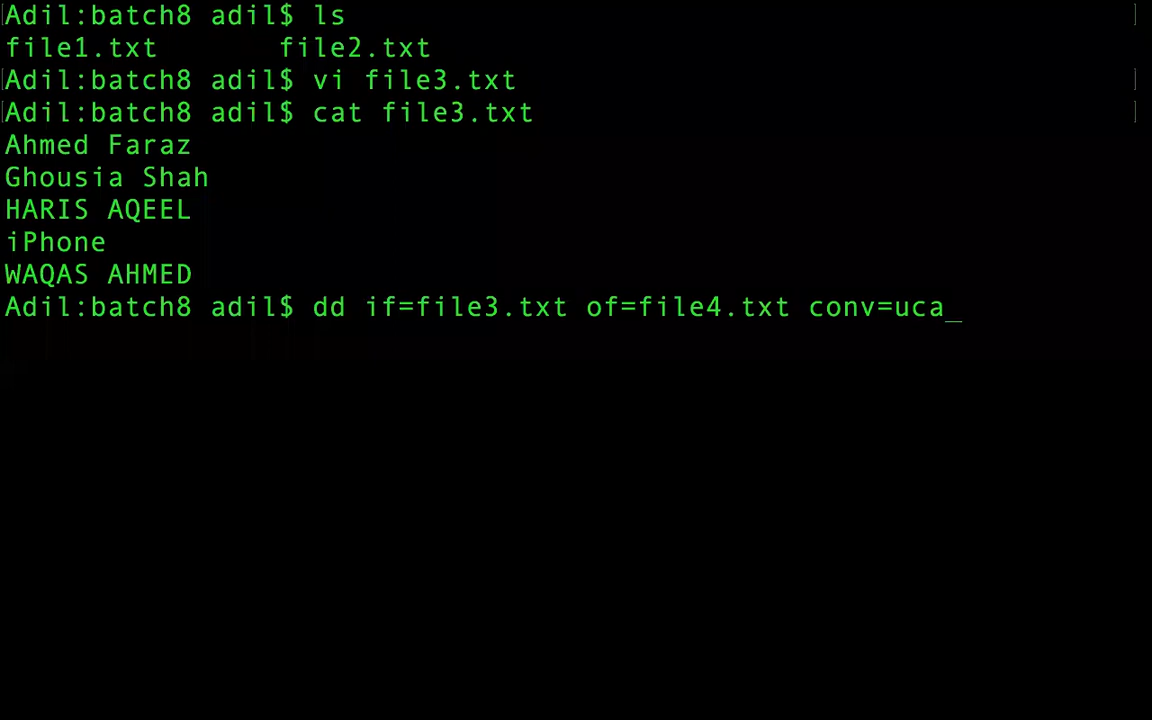 Adil:batch8 adil$ ls
file1.txt file2.txt
Adil:batch8 adil$ vi file3.txt
Adil:batch8 adil$ cat file3.txt
Ahmed Faraz
Ghousia Shah
HARIS AQEEL
iPhone
WAQAS AHMED
Adil:batch8 adil$ dd if=file3.txt of=file4.txt conv=uca_